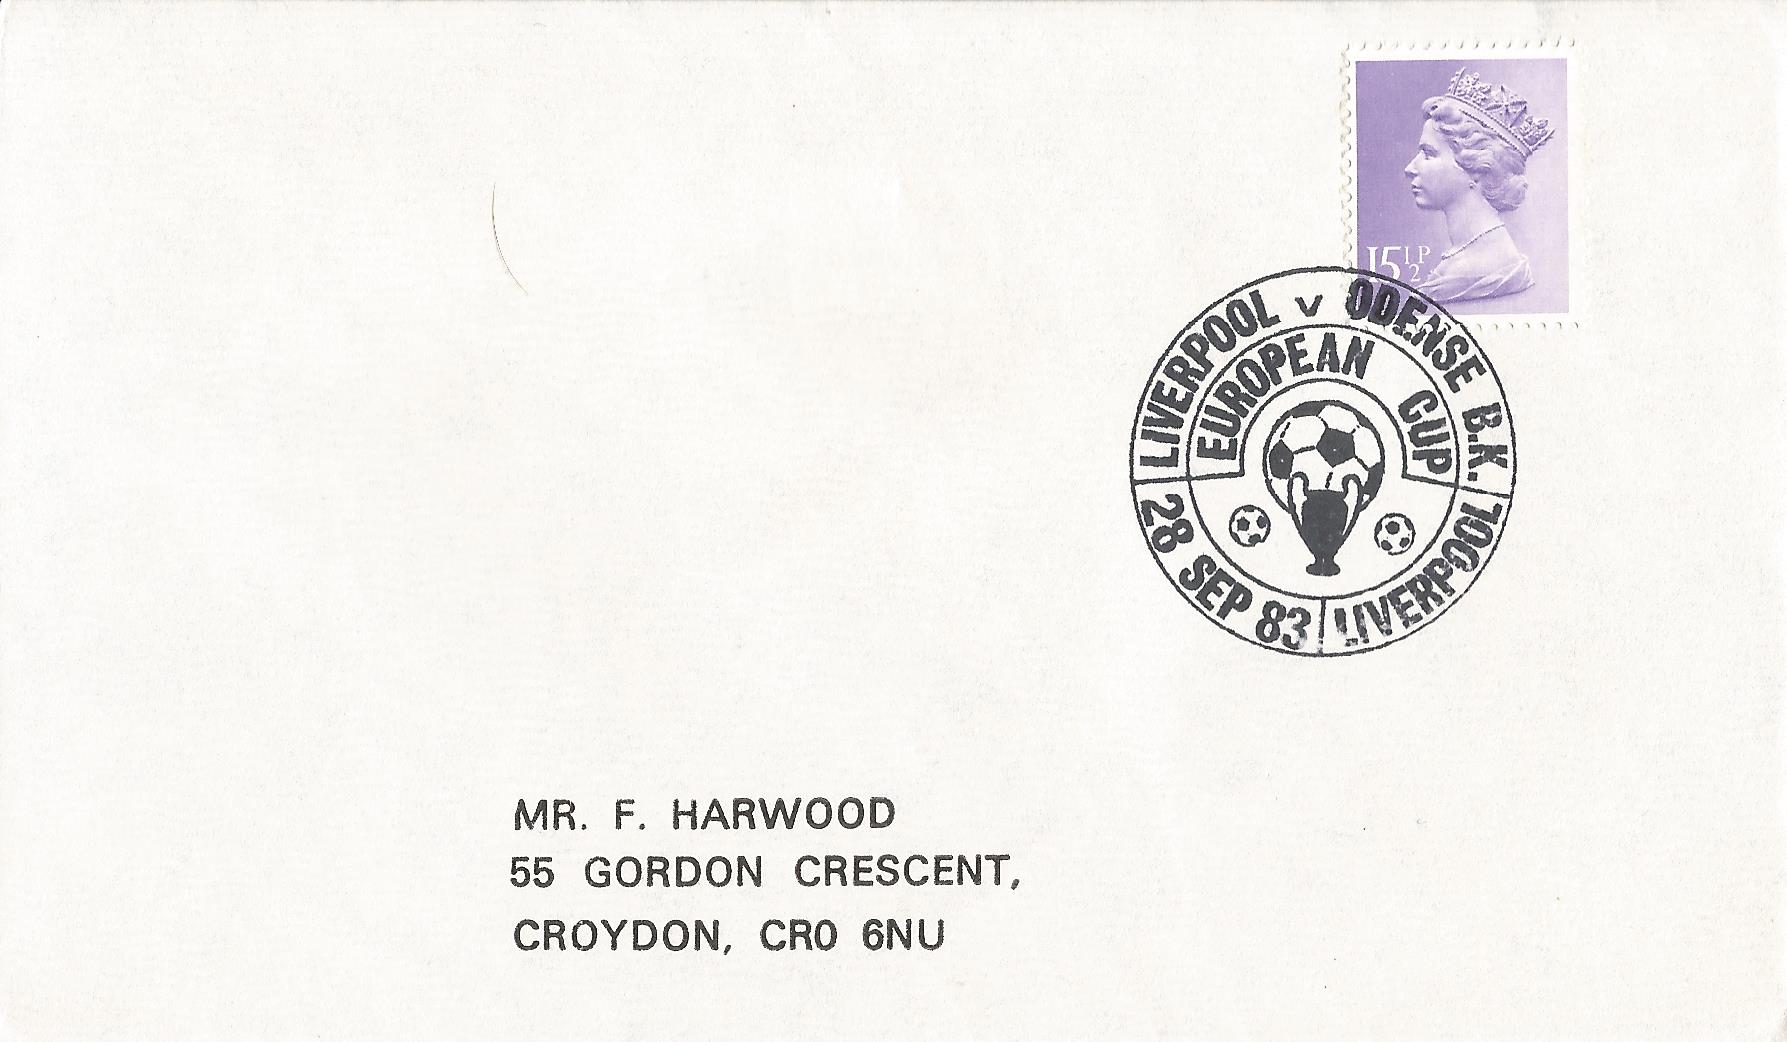 15½P
LIVERPOOL v ODENSE B.K.
EUROPEAN CUP
28 SEP 83
LIVERPOOL
MR. F. HARWOOD
55 GORDON CRESCENT,
CROYDON, CR0 6NU